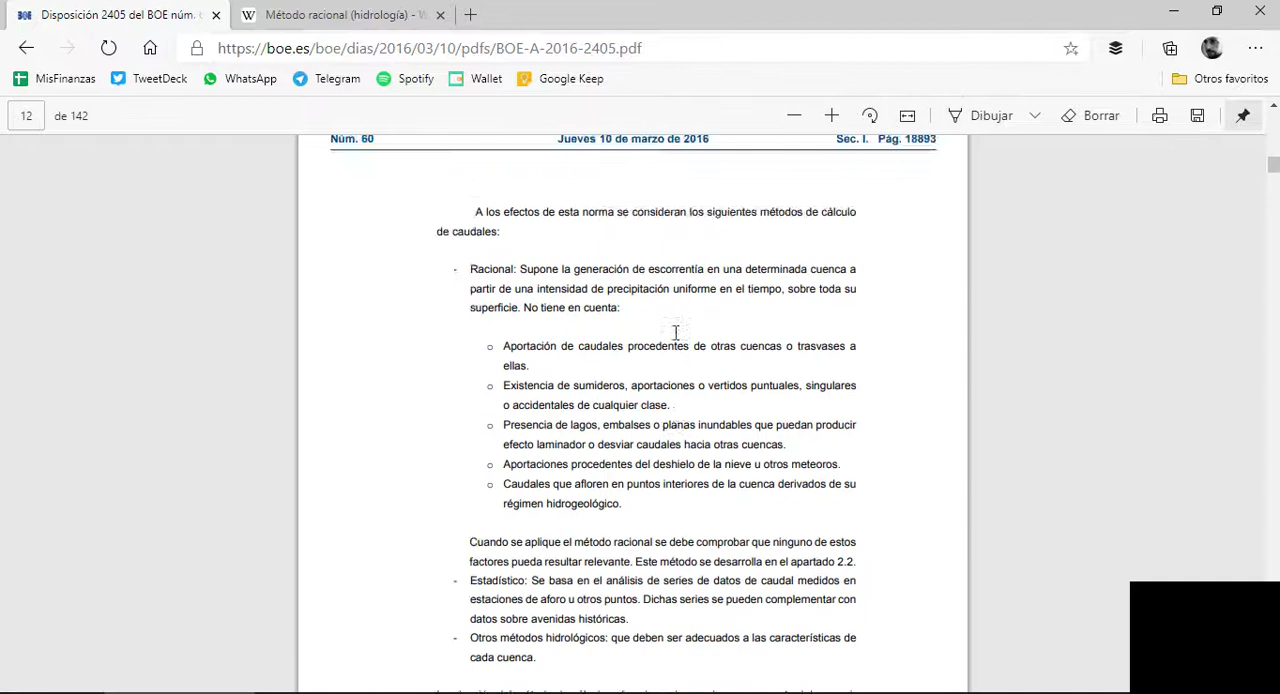 Disposición 2405 del BOE núm.
Método racional (hidrología) - W
https://boe.es/boe/dias/2016/03/10/pdfs/BOE-A-2016-2405.pdf
MisFinanzas TweetDeck WhatsApp Telegram Spotify Wallet Google Keep Otros favoritos
12 de 142 Dibujar Borrar
Núm. 60 Jueves 10 de marzo de 2016 Sec. I. Pág. 18893
A los efectos de esta norma se consideran los siguientes métodos de cálculo
de caudales:
- Racional: Supone la generación de escorrentía en una determinada cuenca a
partir de una intensidad de precipitación uniforme en el tiempo, sobre toda su
superficie. No tiene en cuenta:
o Aportación de caudales procedentes de otras cuencas o trasvases a
ellas.
o Existencia de sumideros, aportaciones o vertidos puntuales, singulares
o accidentales de cualquier clase.
o Presencia de lagos, embalses o planas inundables que puedan producir
efecto laminador o desviar caudales hacia otras cuencas.
o Aportaciones procedentes del deshielo de la nieve u otros meteoros.
o Caudales que afloren en puntos interiores de la cuenca derivados de su
régimen hidrogeológico.
Cuando se aplique el método racional se debe comprobar que ninguno de estos
factores pueda resultar relevante. Este método se desarrolla en el apartado 2.2.
- Estadístico: Se basa en el análisis de series de datos de caudal medidos en
estaciones de aforo u otros puntos. Dichas series se pueden complementar con
datos sobre avenidas históricas.
- Otros métodos hidrológicos: que deben ser adecuados a las características de
cada cuenca.